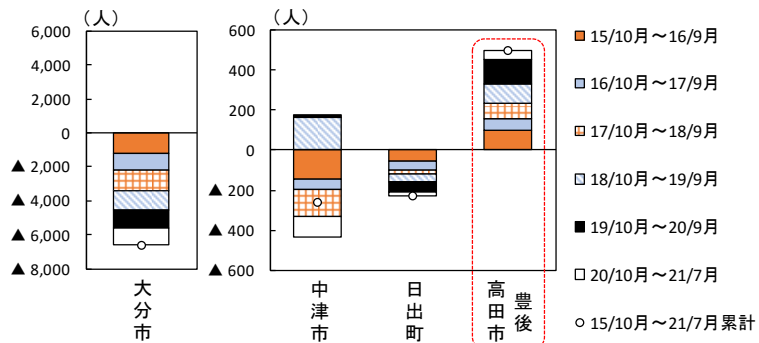 （人）
6,000
4,000
2,000
0
▲ 2,000
▲ 4,000
▲ 6,000
▲ 8,000
大分市
（人）
600
400
200
0
▲ 200
▲ 400
▲ 600
中津市
日出町
豊後
高田市
15/10月～16/9月
16/10月～17/9月
17/10月～18/9月
18/10月～19/9月
19/10月～20/9月
20/10月～21/7月
15/10月～21/7月累計